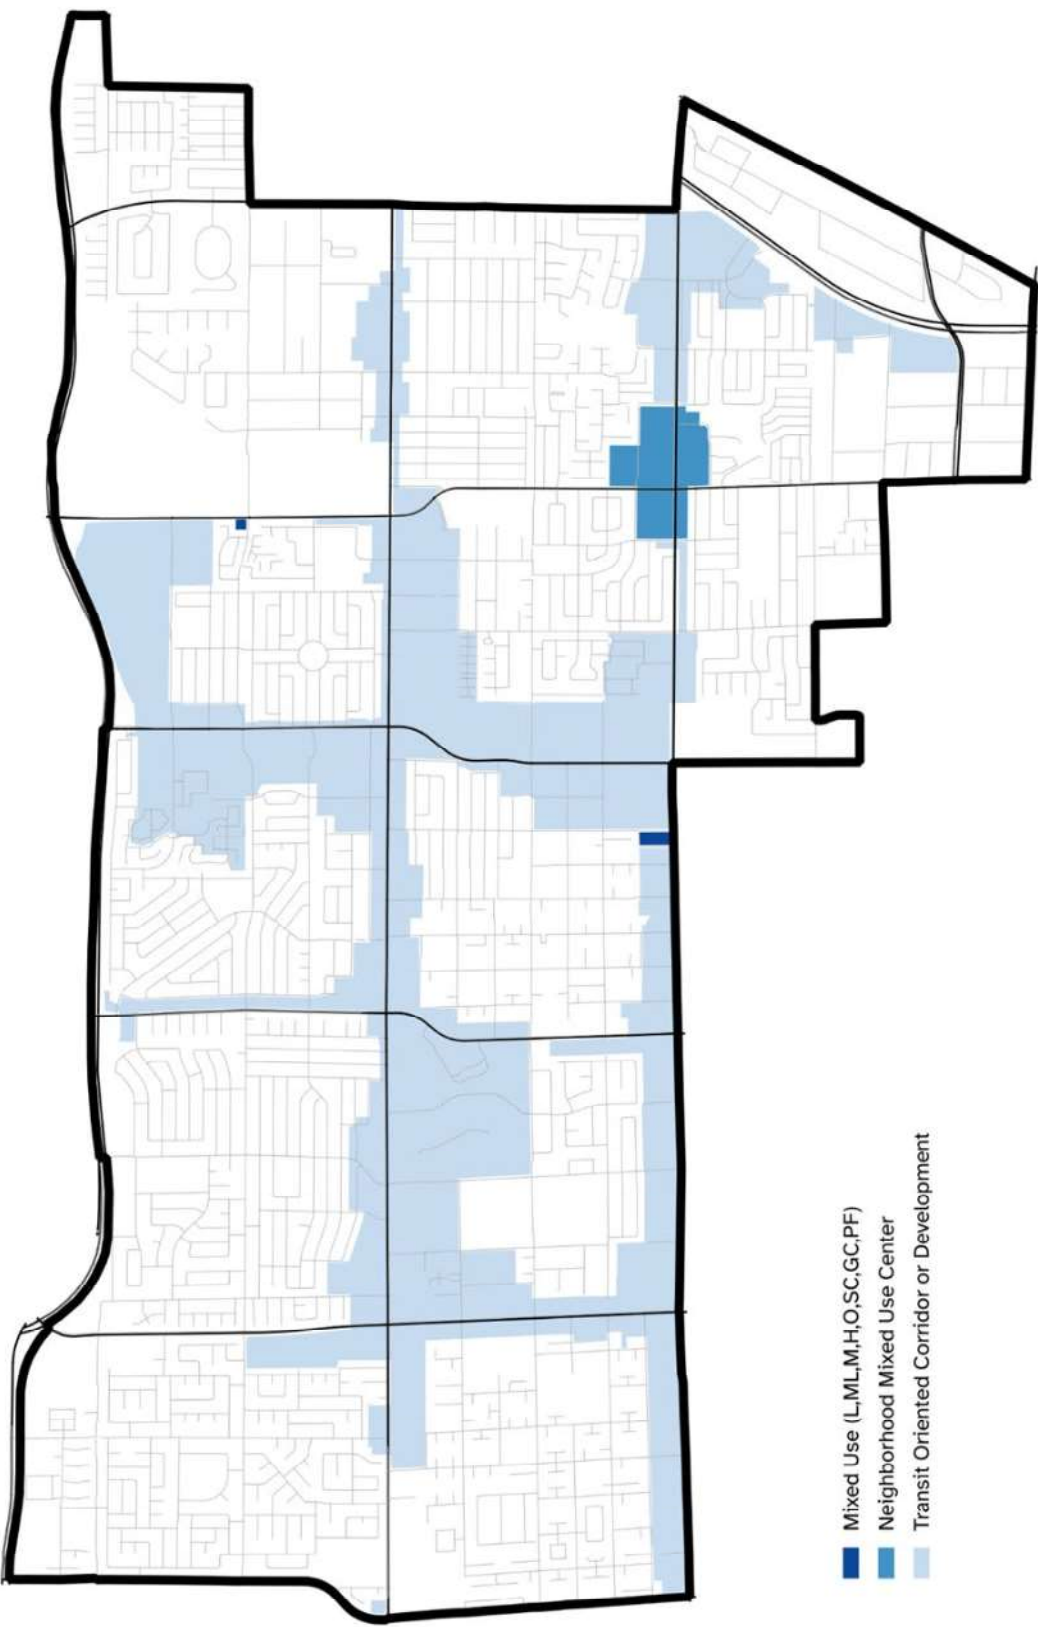 Mixed Use (L,ML,M,H,O,SC,GC,PF)
Neighborhood Mixed Use Center
Transit Oriented Corridor or Development